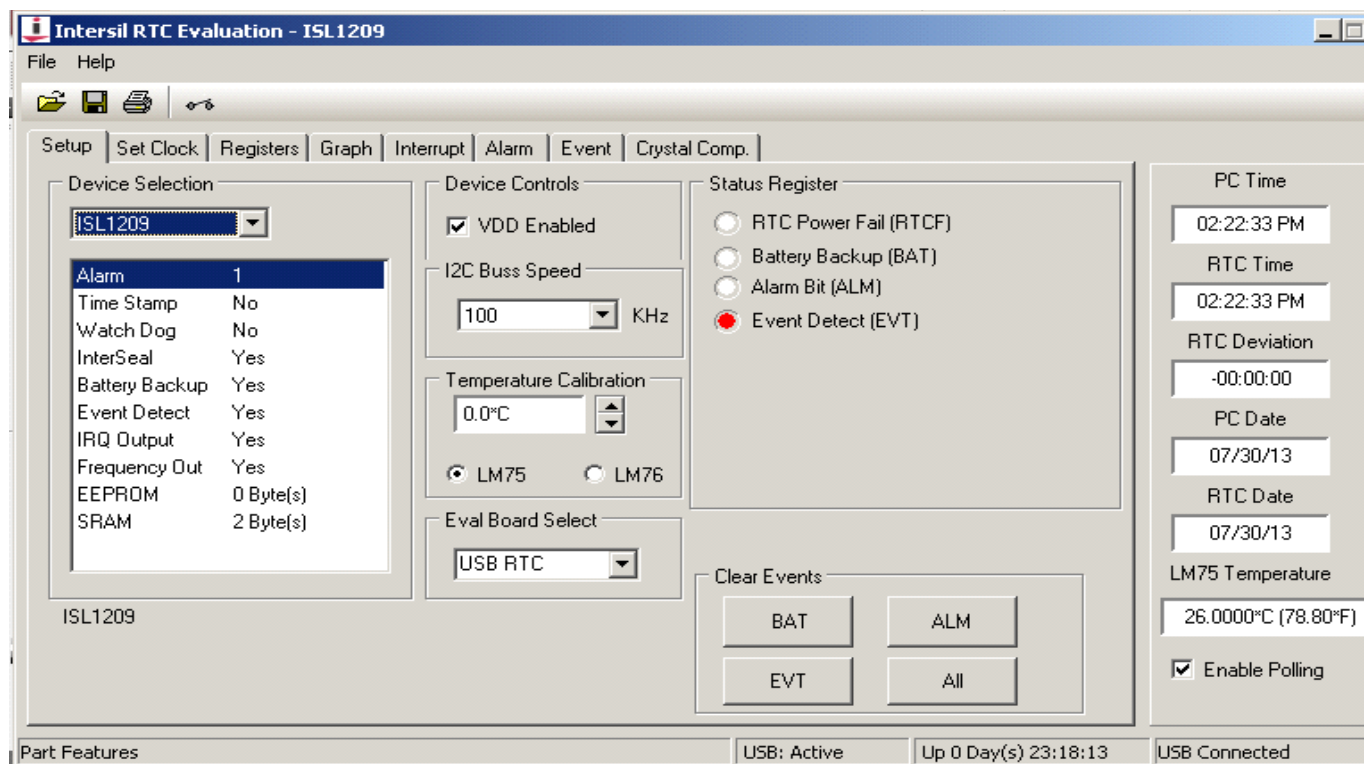 Intersil RTC Evaluation - ISL1209
File Help
Setup Set Clock Registers Graph Interrupt Alarm Event Crystal Comp.
Device Selection
ISL1209
Alarm 1
Time Stamp No
Watch Dog No
InterSeal Yes
Battery Backup Yes
Event Detect Yes
IRQ Output Yes
Frequency Out Yes
EEPROM 0 Byte(s)
SRAM 2 Byte(s)
ISL1209
Device Controls
VDD Enabled
I2C Buss Speed
100 KHz
Temperature Calibration
0.0*C
LM75 LM76
Eval Board Select
USB RTC
Status Register
RTC Power Fail (RTCF)
Battery Backup (BAT)
Alarm Bit (ALM)
Event Detect (EVT)
Clear Events
BAT ALM
EVT All
PC Time
02:22:33 PM
RTC Time
02:22:33 PM
RTC Deviation
-00:00:00
PC Date
07/30/13
RTC Date
07/30/13
LM75 Temperature
26.0000*C (78.80*F)
Enable Polling
Part Features USB: Active Up 0 Day(s) 23:18:13 USB Connected